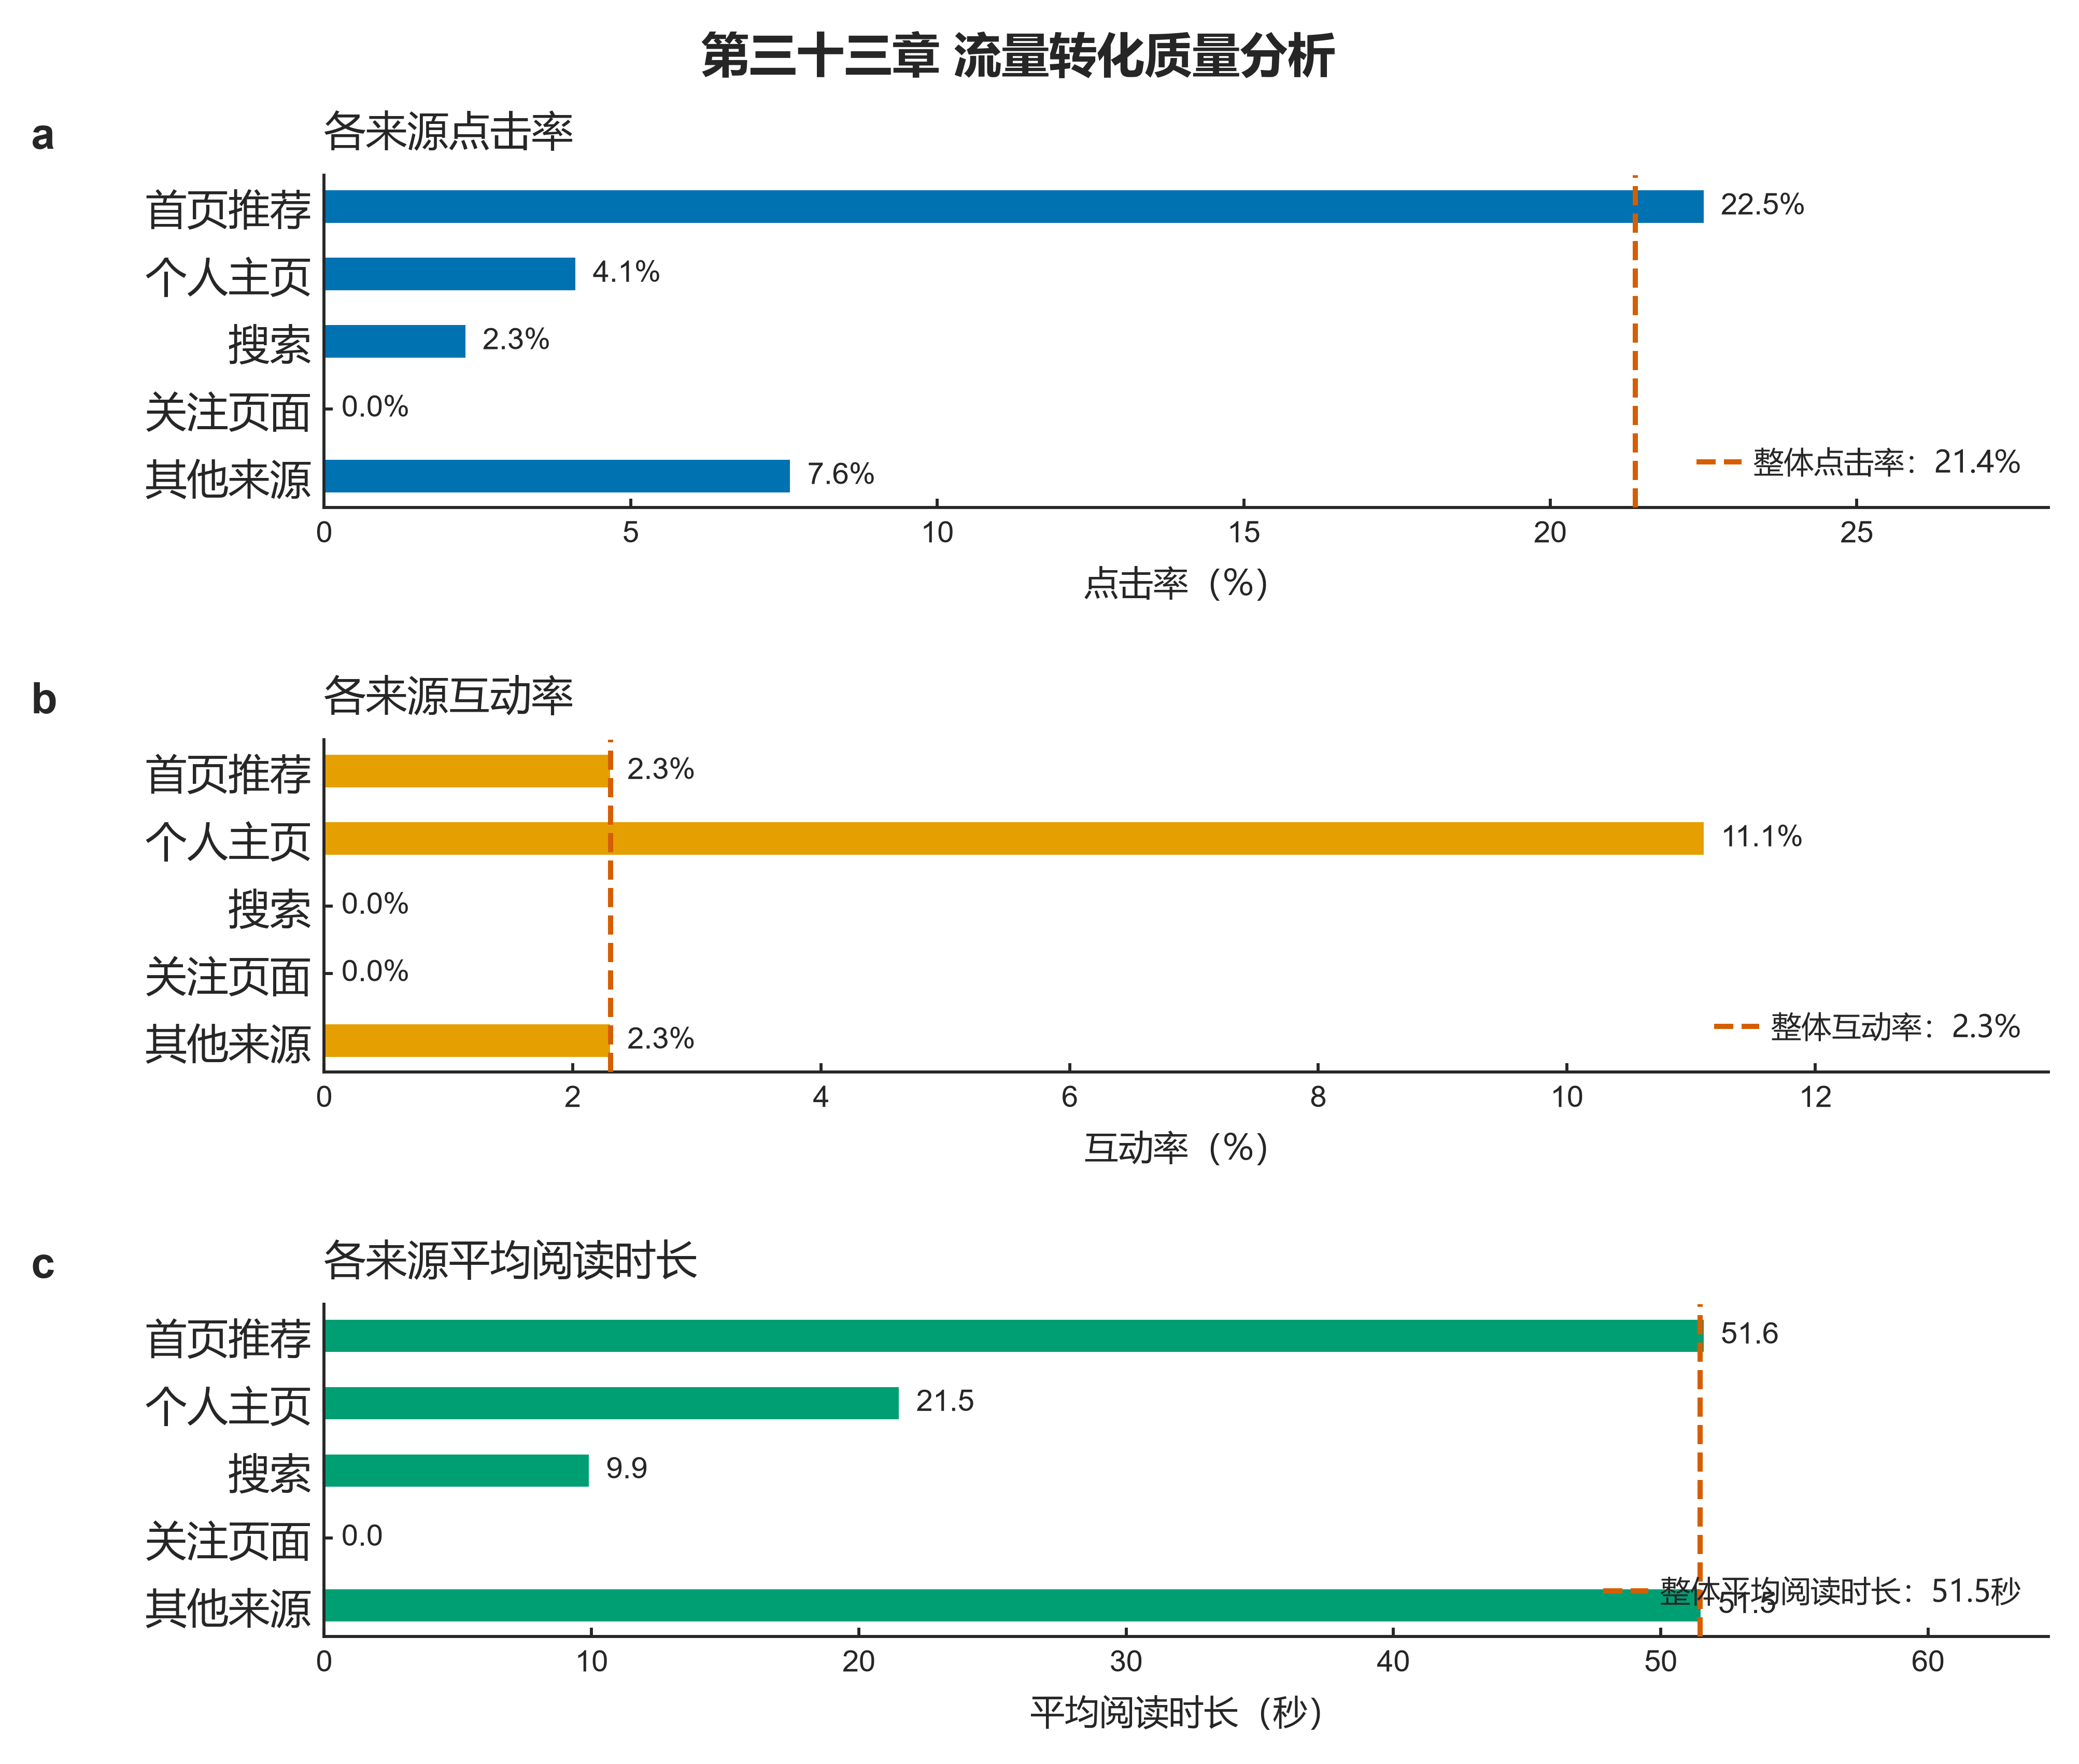 第三十三章 流量转化质量分析
a
各来源点击率
首页推荐
22.5%
个人主页
4.1%
搜索
2.3%
关注页面
0.0%
其他来源
7.6%
整体点击率：21.4%
0 5 10 15 20 25
点击率（%）
b
各来源互动率
首页推荐
2.3%
个人主页
11.1%
搜索
0.0%
关注页面
0.0%
其他来源
2.3%
整体互动率：2.3%
0 2 4 6 8 10 12
互动率（%）
c
各来源平均阅读时长
首页推荐
51.6
个人主页
21.5
搜索
9.9
关注页面
0.0
其他来源
51.5
整体平均阅读时长：51.5秒
0 10 20 30 40 50 60
平均阅读时长（秒）